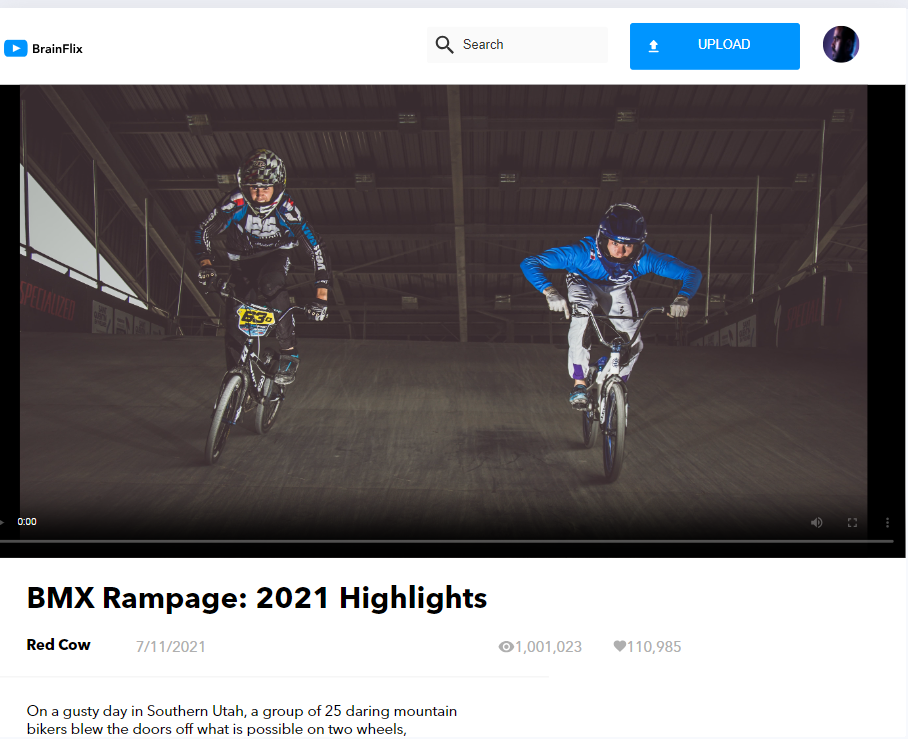 BrainFlix
Search
UPLOAD
SPECIALIZED
630
0:00
BMX Rampage: 2021 Highlights
Red Cow 7/11/2021 1,001,023 110,985
On a gusty day in Southern Utah, a group of 25 daring mountain
bikers blew the doors off what is possible on two wheels,